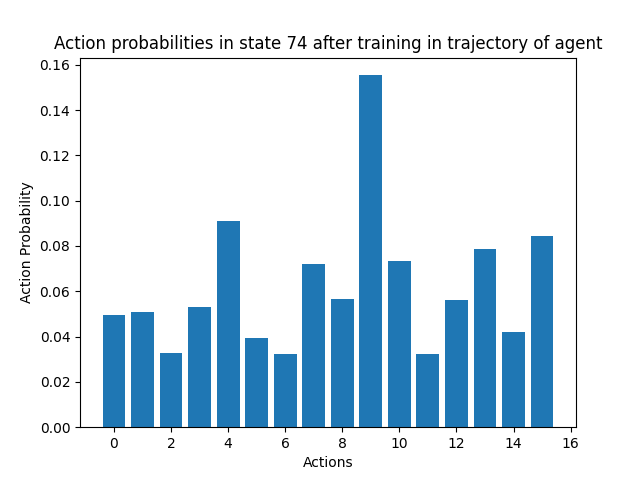 Action probabilities in state 74 after training in trajectory of agent
0.16
0.14
0.12
0.10
0.08
0.06
0.04
0.02
0.00
Action Probability
0 2 4 6 8 10 12 14 16
Actions